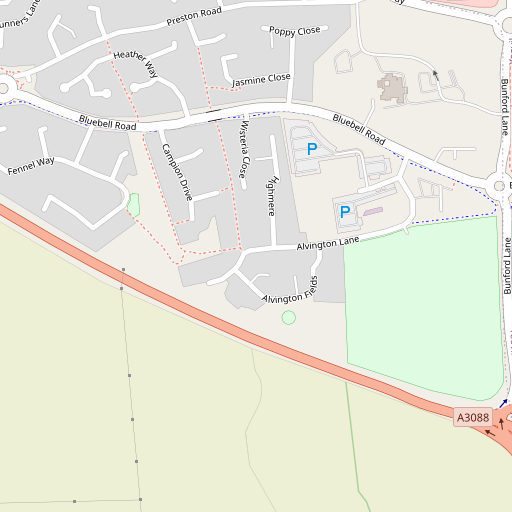 Preston Road
Poppy Close
Heather Way
Jasmine Close
Bunford Lane
Bluebell Road
Bluebell Road
Wisteria Close
Campion Drive
Fennel Way
Highmere
P
P
Alvington Lane
Bunford Lane
Alvington Fields
A3088